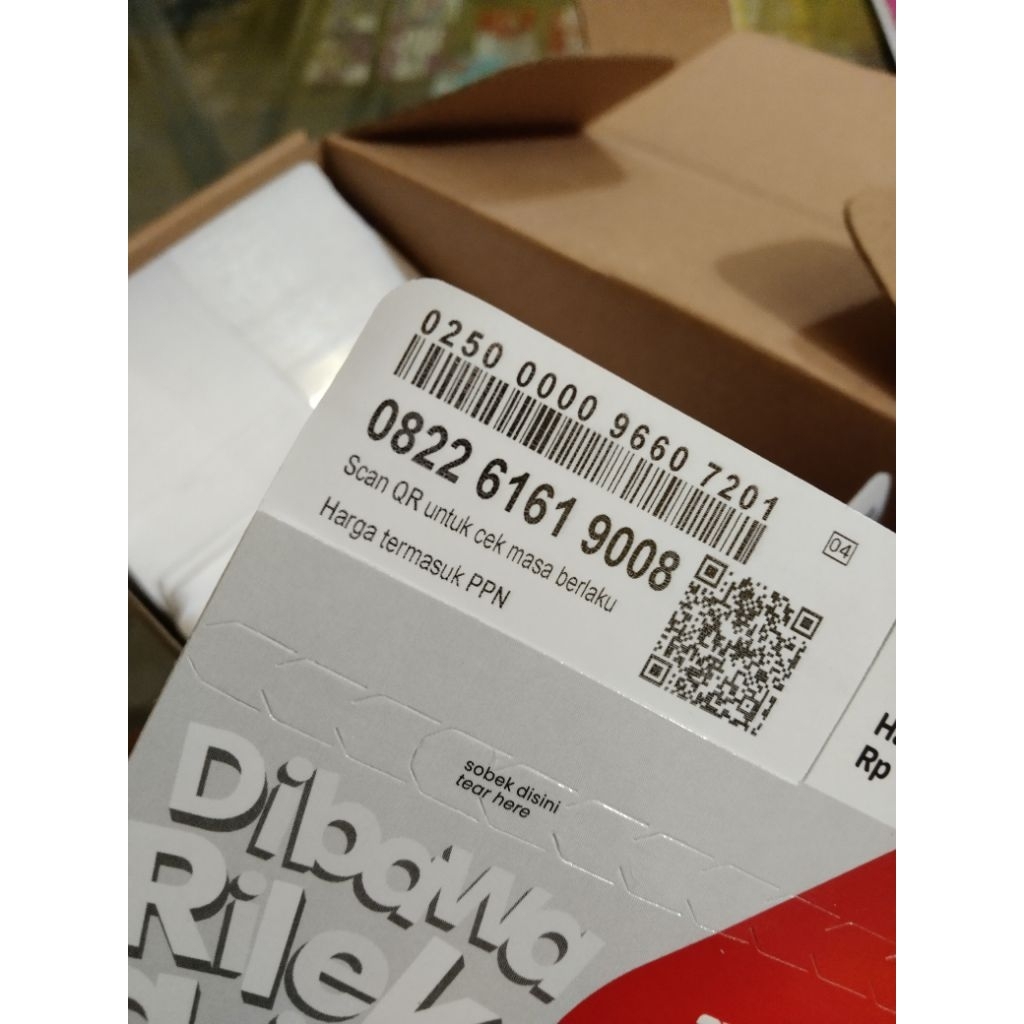 0250 0000 9660 7201
0822 6161 9008
04
Scan QR untuk cek masa berlaku
Harga termasuk PPN
Rp
sobek disini
tear here
Dibawa